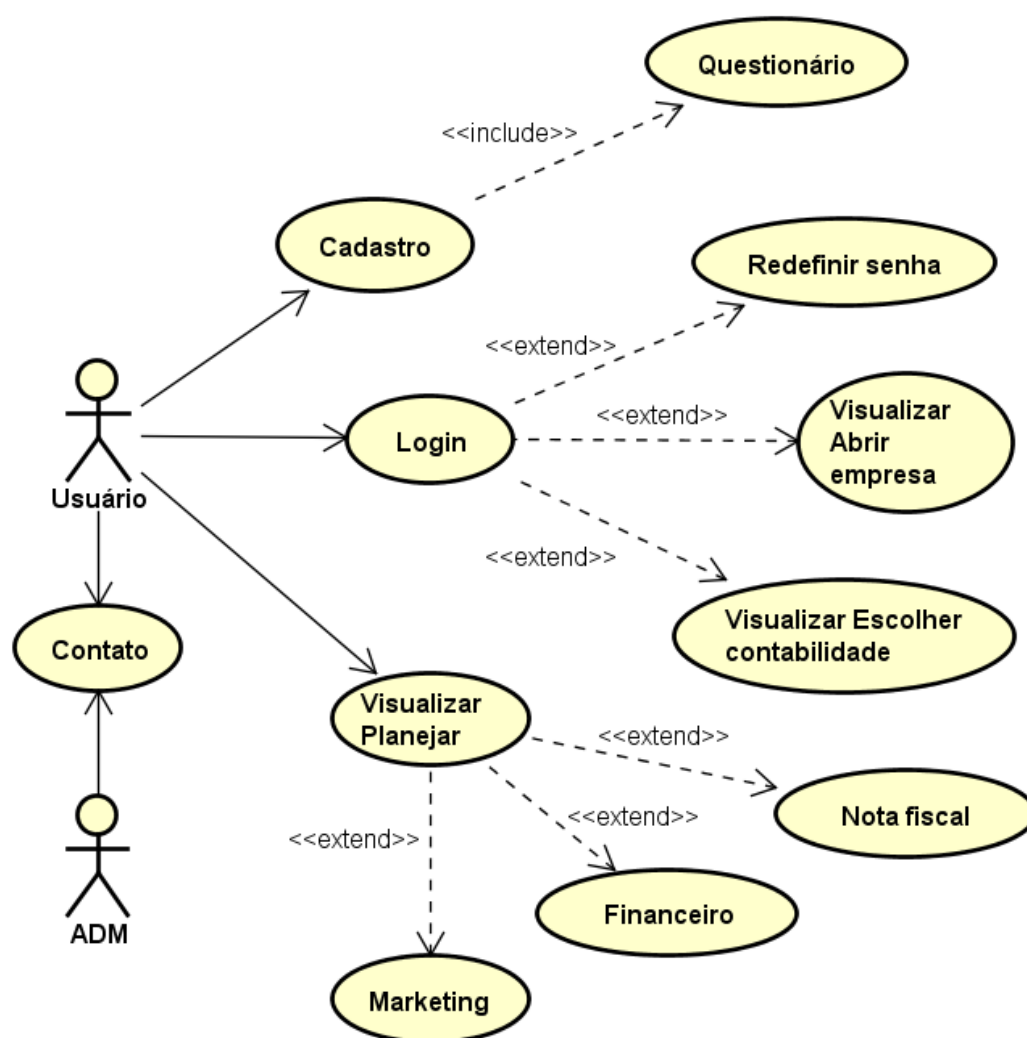 Questionário
<<include>>
Cadastro
Redefinir senha
<<extend>>
Visualizar
Abrir
empresa
<<extend>>
Login
Usuário
<<extend>>
Visualizar Escolher
contabilidade
Contato
Visualizar
Planejar
<<extend>>
Nota fiscal
<<extend>>
<<extend>>
Financeiro
ADM
Marketing